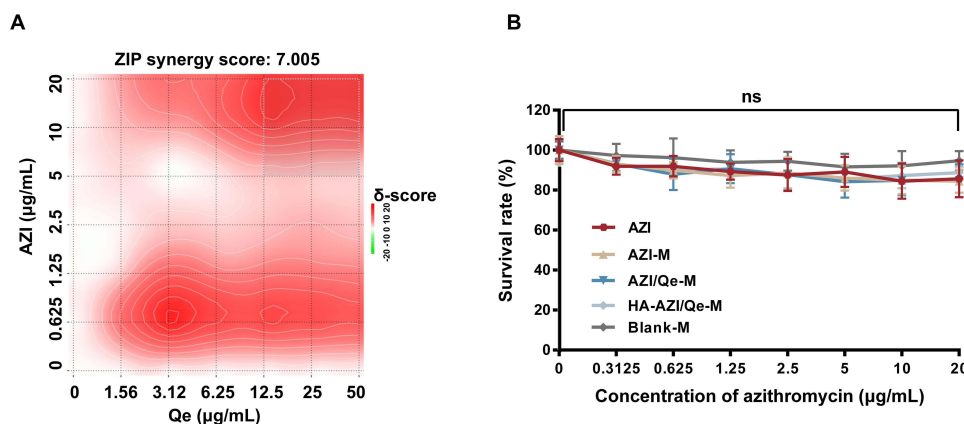 A
ZIP synergy score: 7.005
20
10
5
2.5
1.25
0.625
0
AZI (µg/mL)
0 1.56 3.12 6.25 12.5 25 50
Qe (µg/mL)
δ-score
-20 -10 0 10 20
B
ns
120
100
80
60
40
20
0
Survival rate (%)
AZI
AZI-M
AZI/Qe-M
HA-AZI/Qe-M
Blank-M
0 0.3125 0.625 1.25 2.5 5 10 20
Concentration of azithromycin (µg/mL)